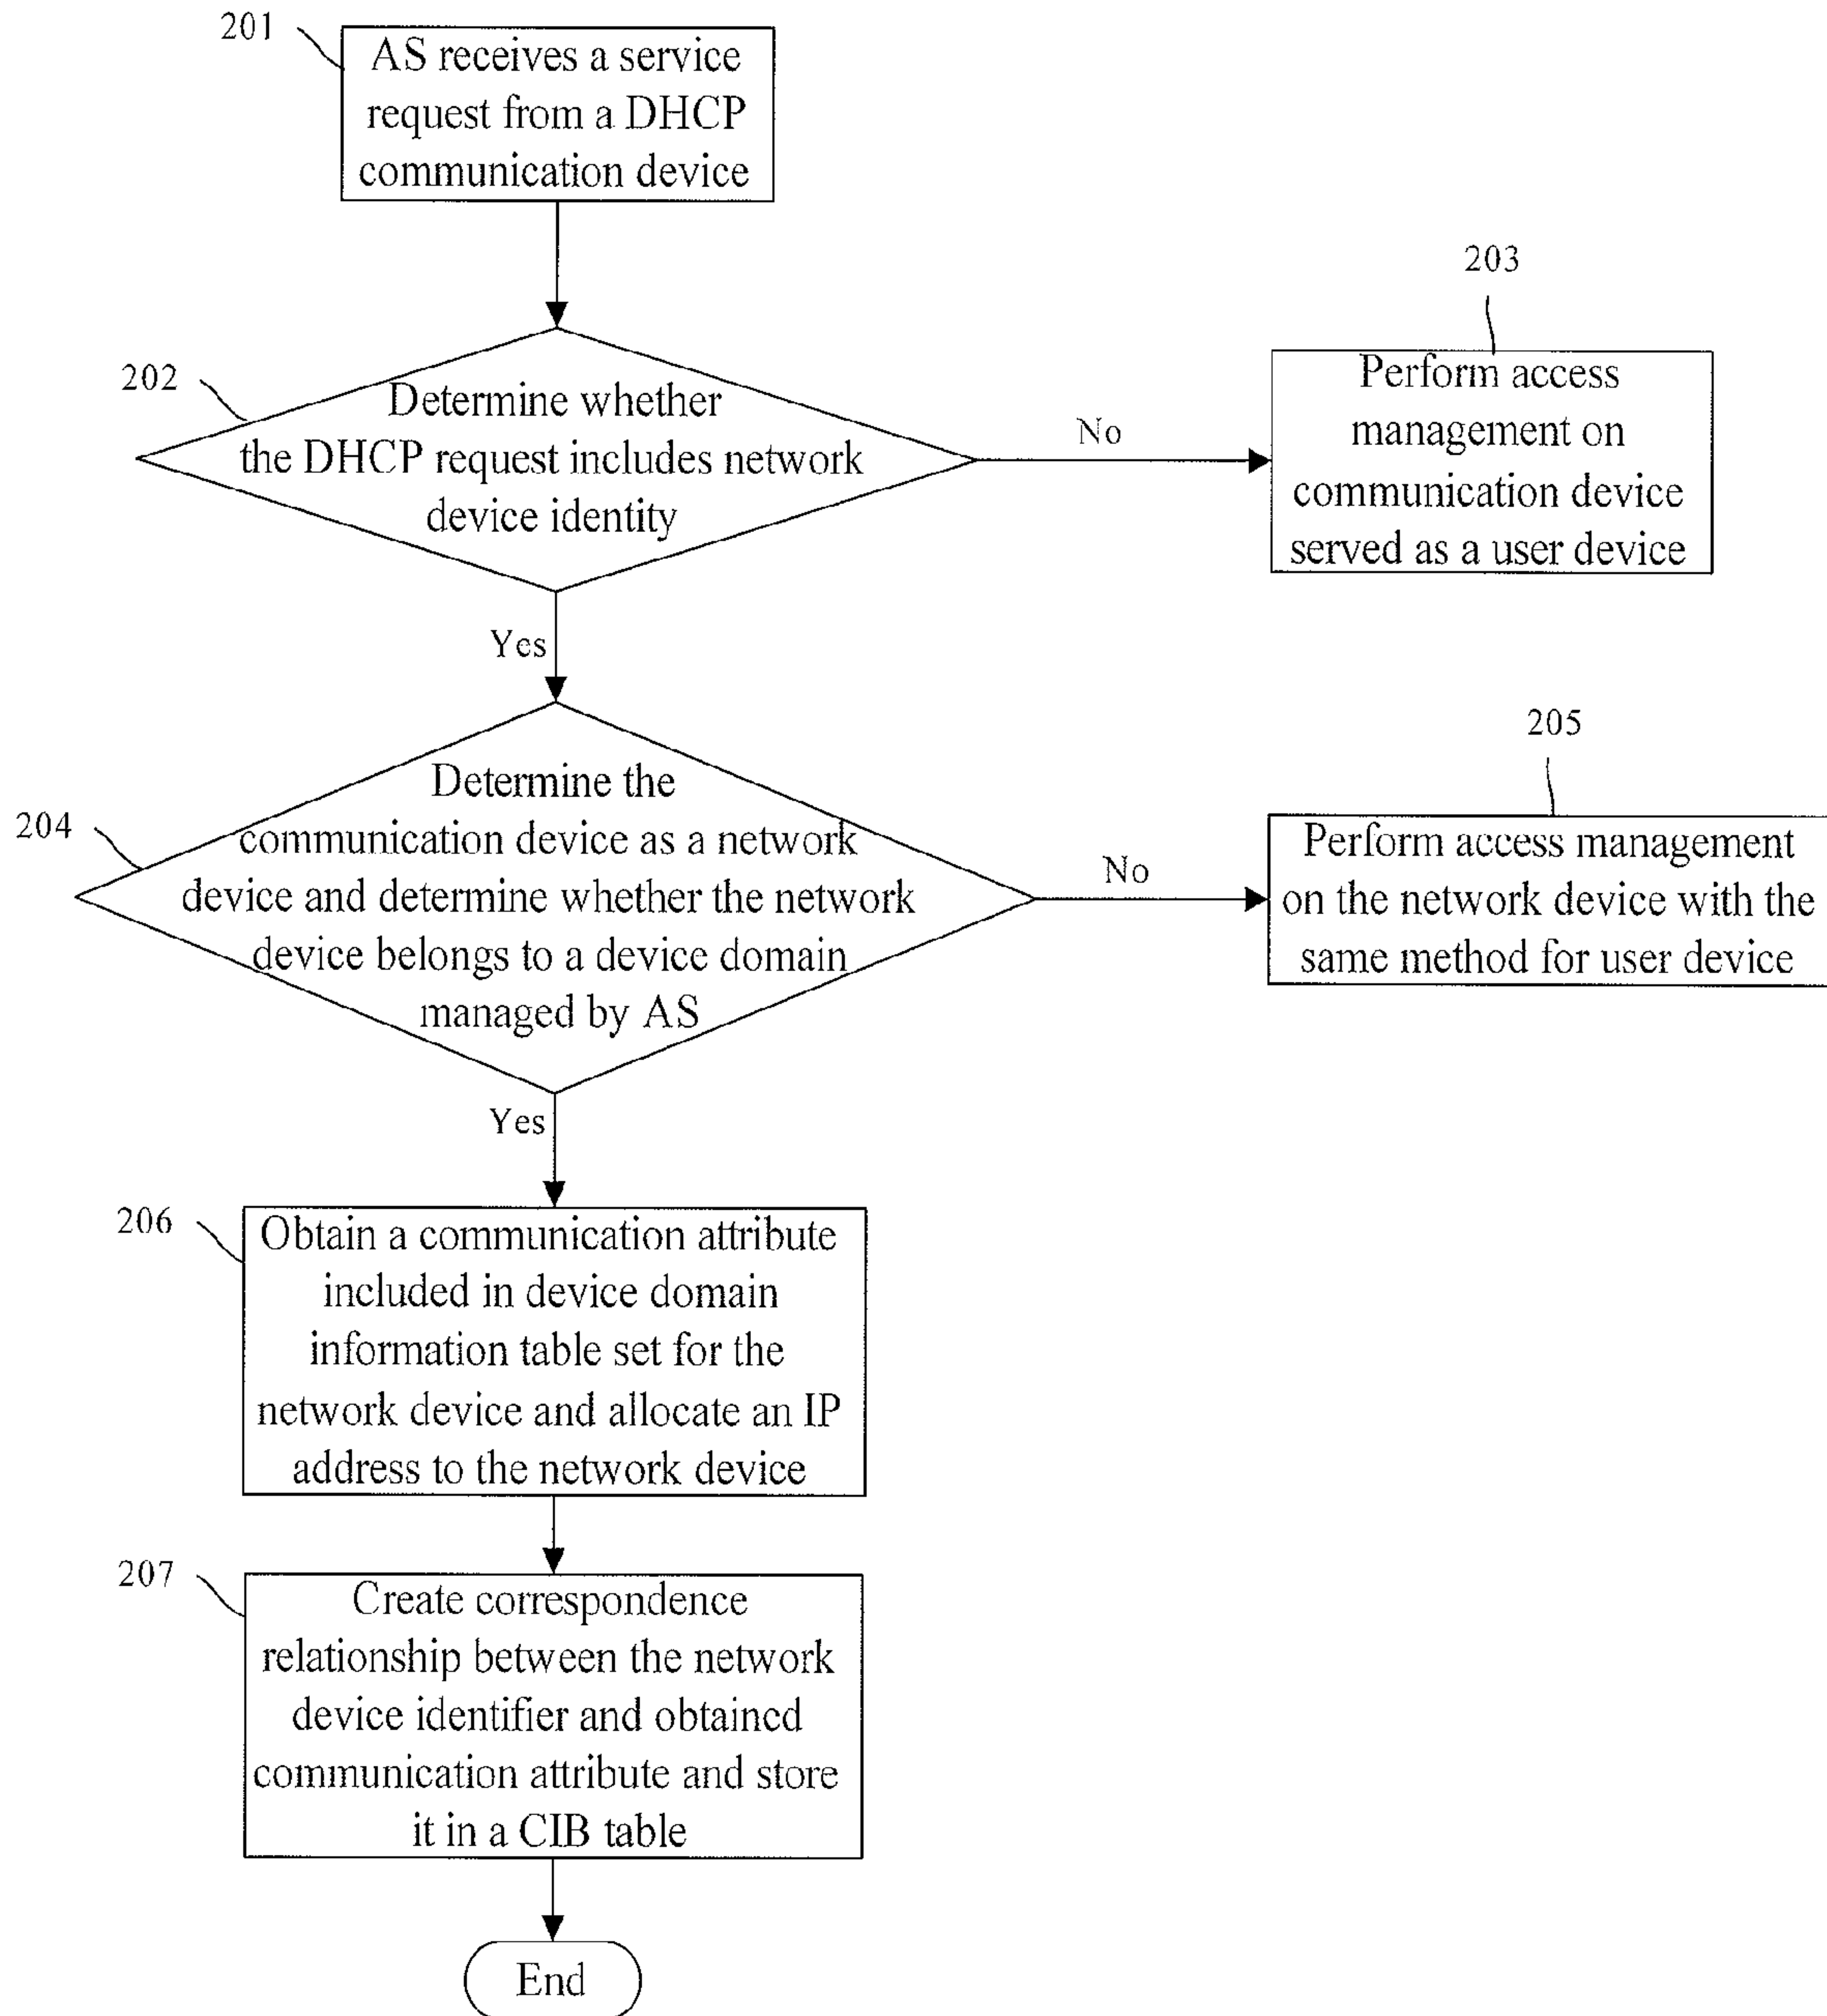 201
AS receives a service
request from a DHCP
communication device
203
202
Determine whether
the DHCP request includes network
device identity
No
Perform access
management on
communication device
served as a user device
Yes
205
204
Determine the
communication device as a network
device and determine whether the network
device belongs to a device domain
managed by AS
No
Perform access management
on the network device with the
same method for user device
Yes
206
Obtain a communication attribute
included in device domain
information table set for the
network device and allocate an IP
address to the network device
207
Create correspondence
relationship between the network
device identifier and obtained
communication attribute and store
it in a CIB table
End